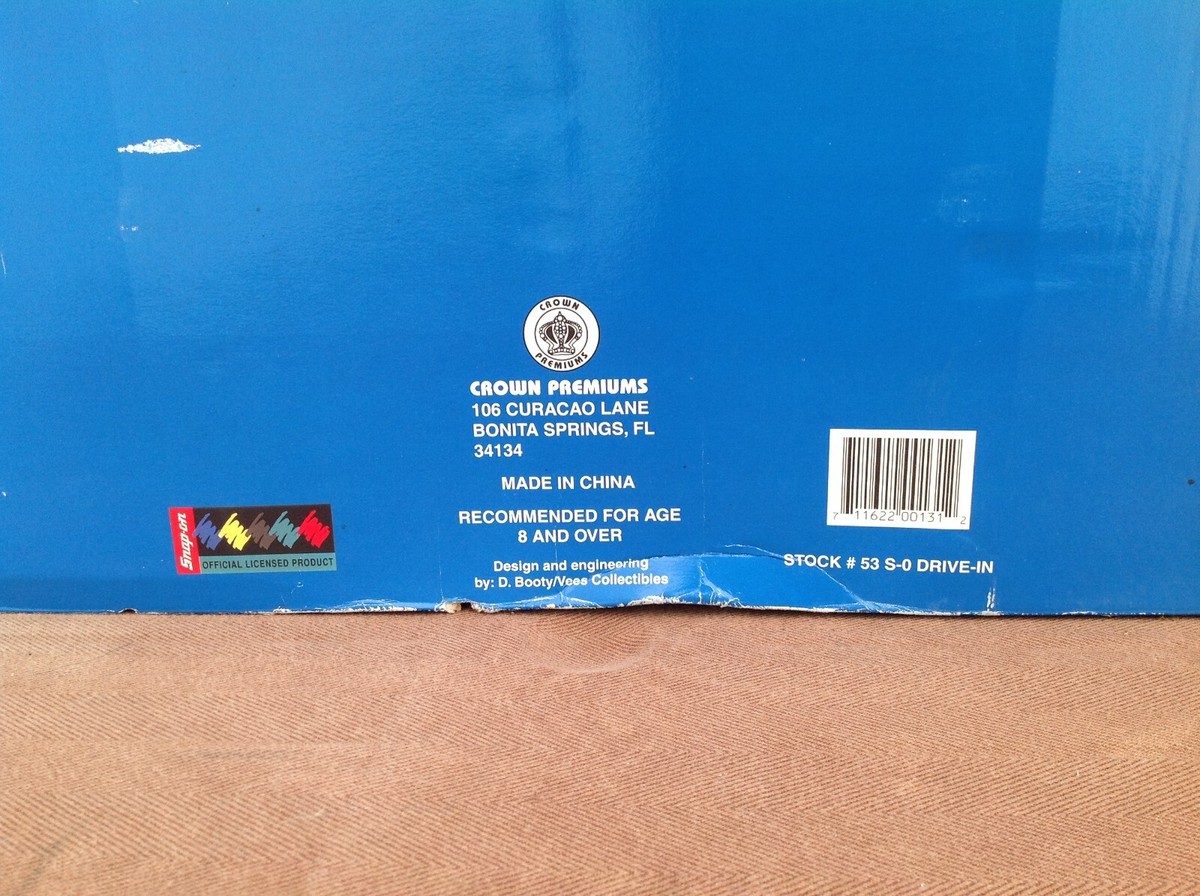 CROWN
PREMIUMS
CROWN PREMIUMS
106 CURACAO LANE
BONITA SPRINGS, FL
34134
MADE IN CHINA
RECOMMENDED FOR AGE
8 AND OVER
Design and engineering
by: D. Booty/Vees Collectibles
Snap-on
OFFICIAL LICENSED PRODUCT
7 11622 00131 2
STOCK # 53 S-0 DRIVE-IN